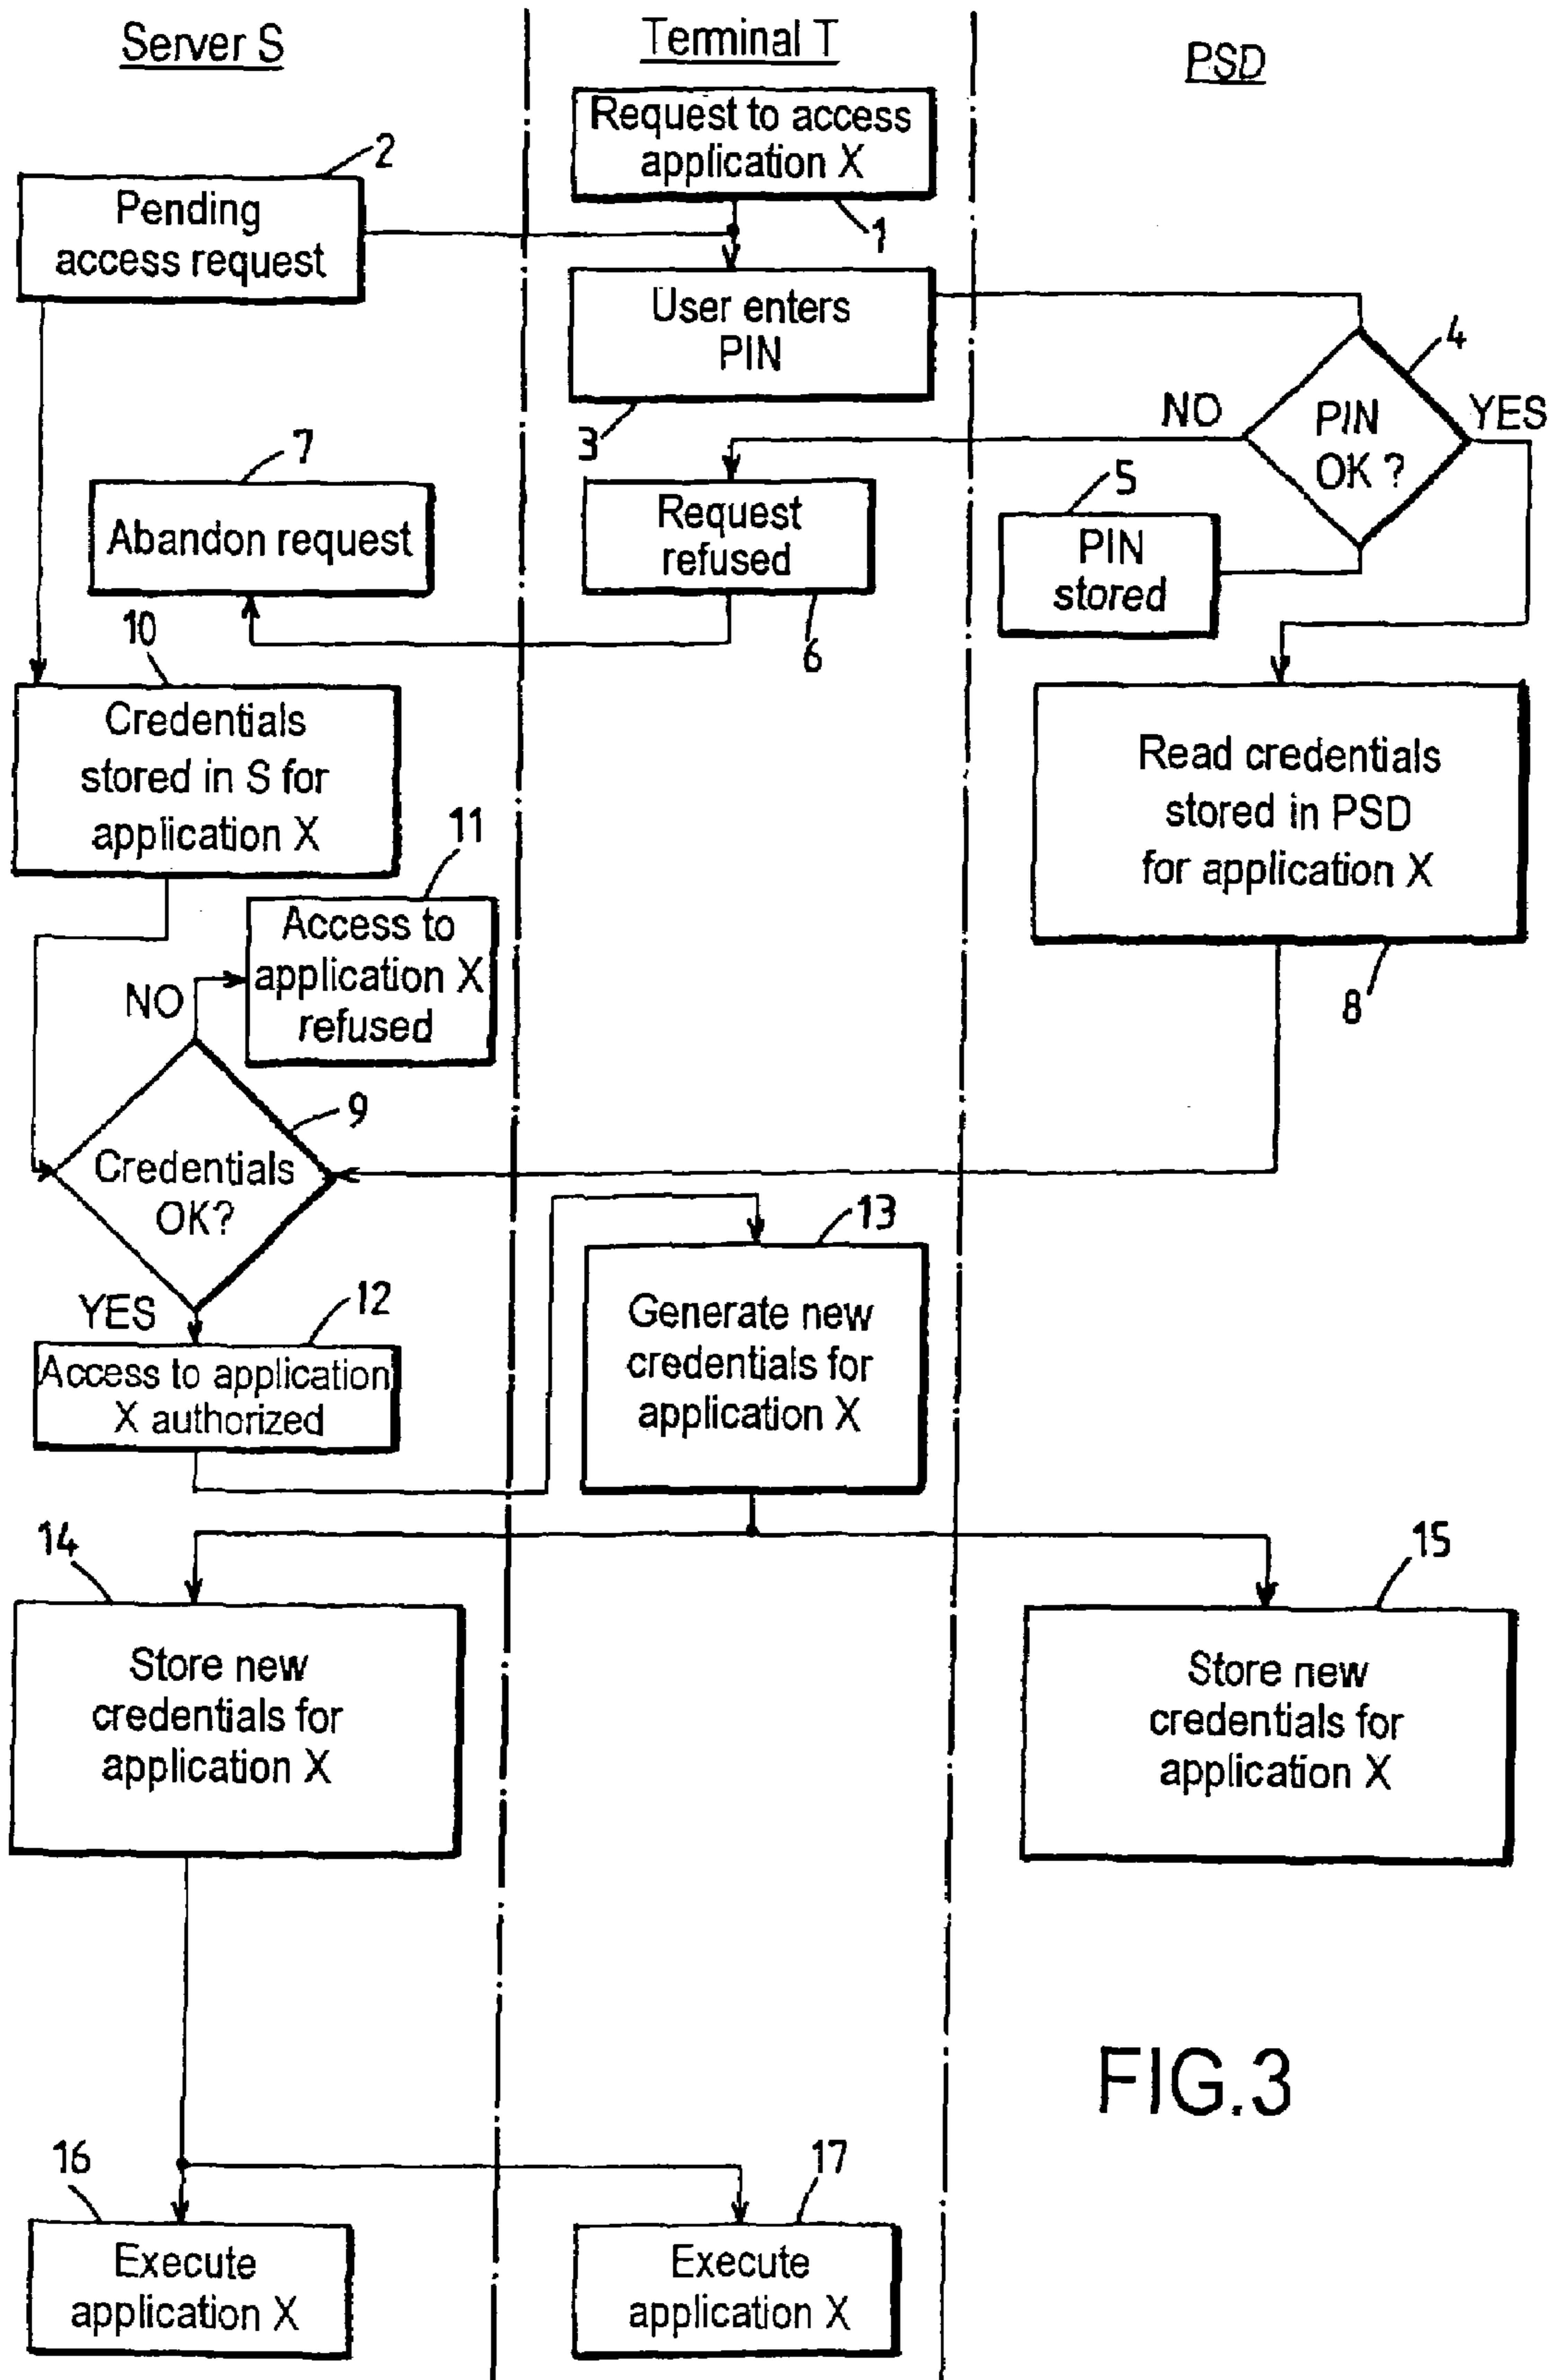 Server S
Terminal T
PSD
Request to access
application X
1
2
Pending
access request
User enters
PIN
3
4
PIN
OK ?
NO
YES
5
PIN
stored
Request
refused
6
7
Abandon request
10
Credentials
stored in S for
application X
Read credentials
stored in PSD
for application X
8
11
Access to
application X
refused
NO
9
Credentials
OK?
YES
12
Access to application
X authorized
13
Generate new
credentials for
application X
14
Store new
credentials for
application X
15
Store new
credentials for
application X
16
Execute
application X
17
Execute
application X
FIG.3